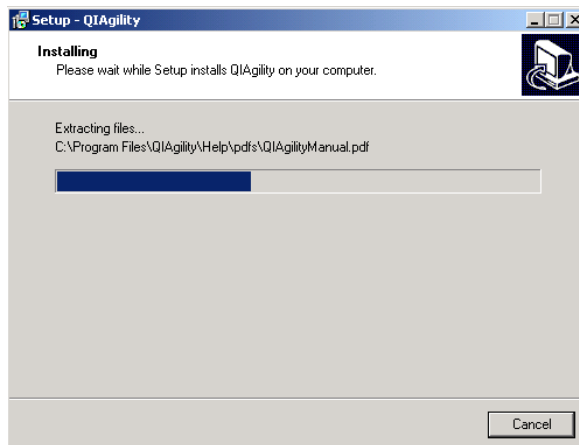 Setup - QIAgility
Installing
Please wait while Setup installs QIAgility on your computer.
Extracting files...
C:\Program Files\QIAgility\Help\pdfs\QIAgilityManual.pdf
Cancel